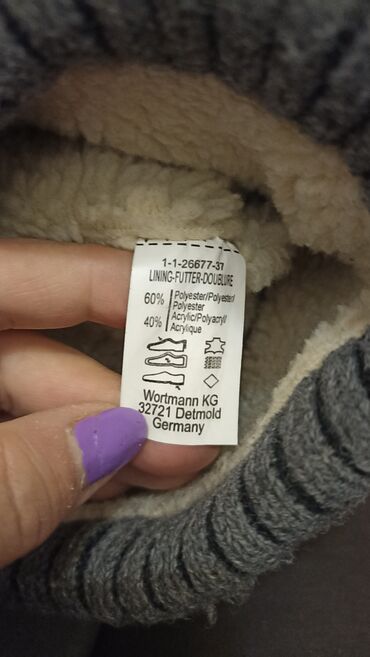 1-1-26677-37
LINING-FUTTER-DOUBLURE
60% Polyester/Polyester/
Polyester
40% Acrylic/Polyacryl/
Acrylique
Wortmann KG
32721 Detmold
Germany